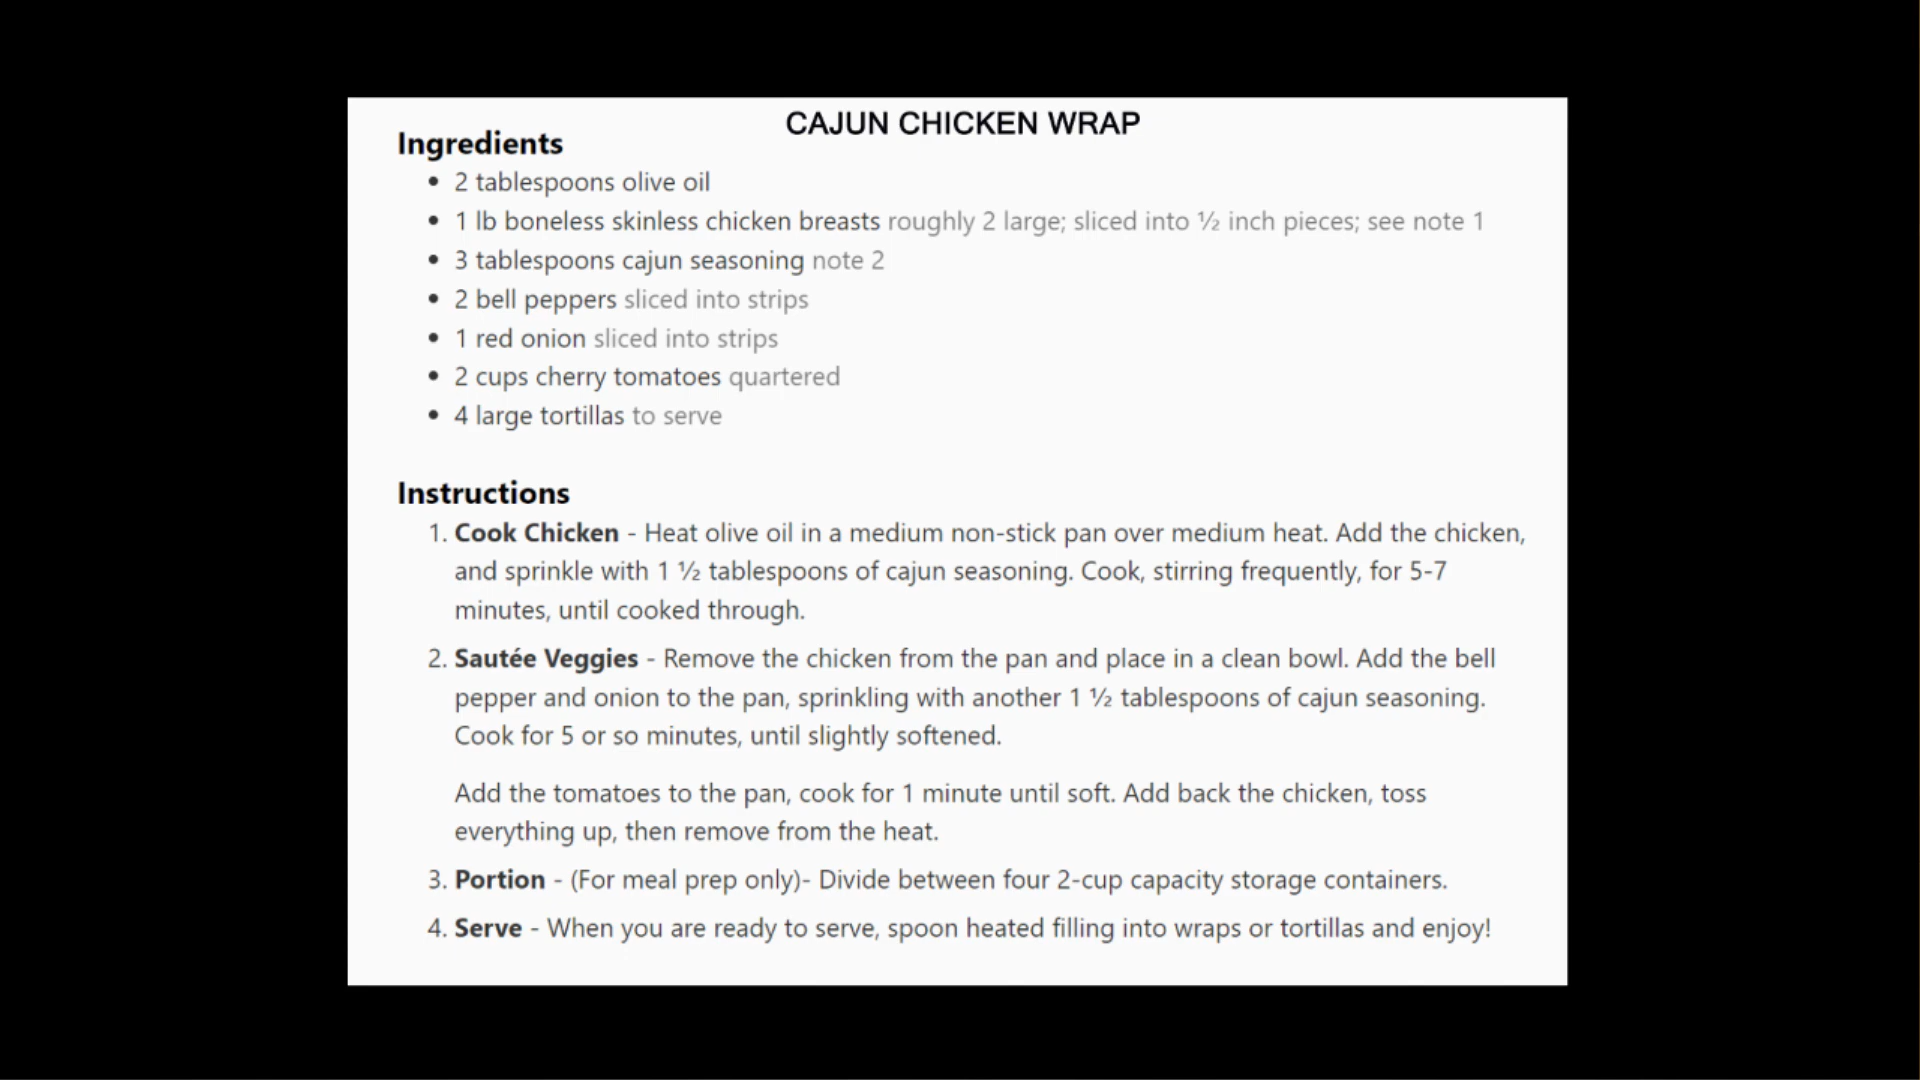 CAJUN CHICKEN WRAP
Ingredients
• 2 tablespoons olive oil
• 1 lb boneless skinless chicken breasts roughly 2 large; sliced into ½ inch pieces; see note 1
• 3 tablespoons cajun seasoning note 2
• 2 bell peppers sliced into strips
• 1 red onion sliced into strips
• 2 cups cherry tomatoes quartered
• 4 large tortillas to serve
Instructions
1. Cook Chicken - Heat olive oil in a medium non-stick pan over medium heat. Add the chicken,
and sprinkle with 1 ½ tablespoons of cajun seasoning. Cook, stirring frequently, for 5-7
minutes, until cooked through.
2. Sautée Veggies - Remove the chicken from the pan and place in a clean bowl. Add the bell
pepper and onion to the pan, sprinkling with another 1 ½ tablespoons of cajun seasoning.
Cook for 5 or so minutes, until slightly softened.
Add the tomatoes to the pan, cook for 1 minute until soft. Add back the chicken, toss
everything up, then remove from the heat.
3. Portion - (For meal prep only)- Divide between four 2-cup capacity storage containers.
4. Serve - When you are ready to serve, spoon heated filling into wraps or tortillas and enjoy!